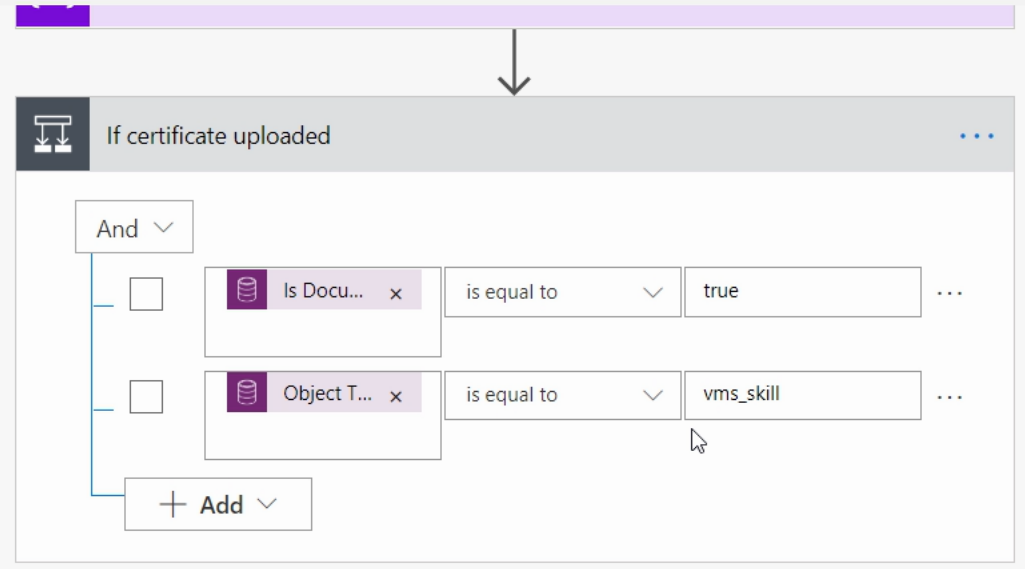 If certificate uploaded
And
Is Docu... is equal to true
Object T... is equal to vms_skill
Add